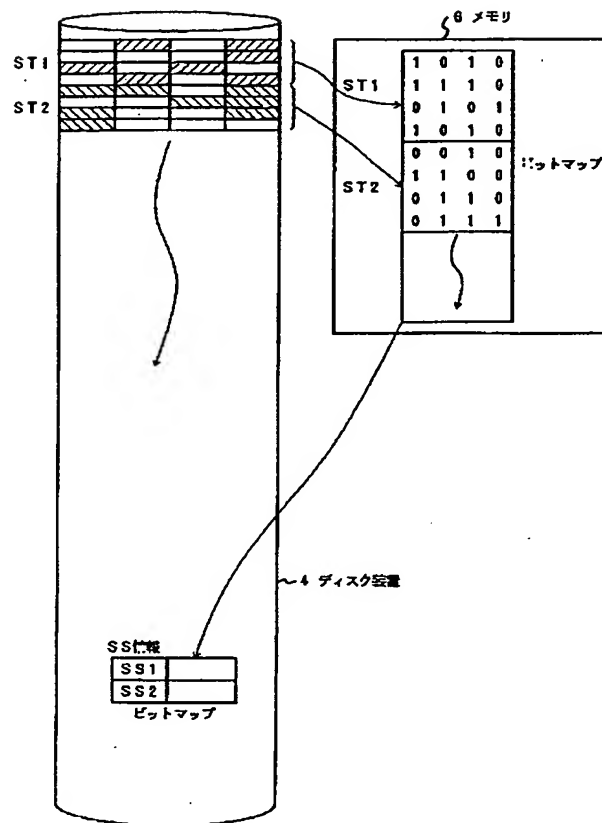 6 メモリ
ST1
ST2
ST1
1 0 1 0
1 1 1 0
0 1 0 1
1 0 1 0
ST2
0 0 1 0
1 1 0 0
0 1 1 0
0 1 1 1
ビットマップ
4 ディスク装置
SS情報
SS1
SS2
ビットマップ